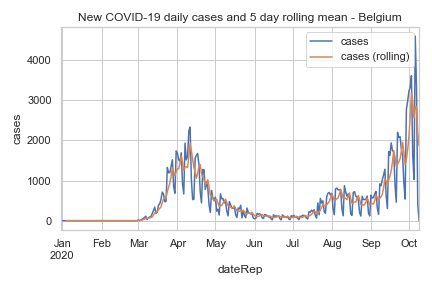 New COVID-19 daily cases and 5 day rolling mean - Belgium
cases
cases (rolling)
4000
3000
2000
1000
0
cases
Jan Feb Mar Apr May Jun Jul Aug Sep Oct
2020
dateRep